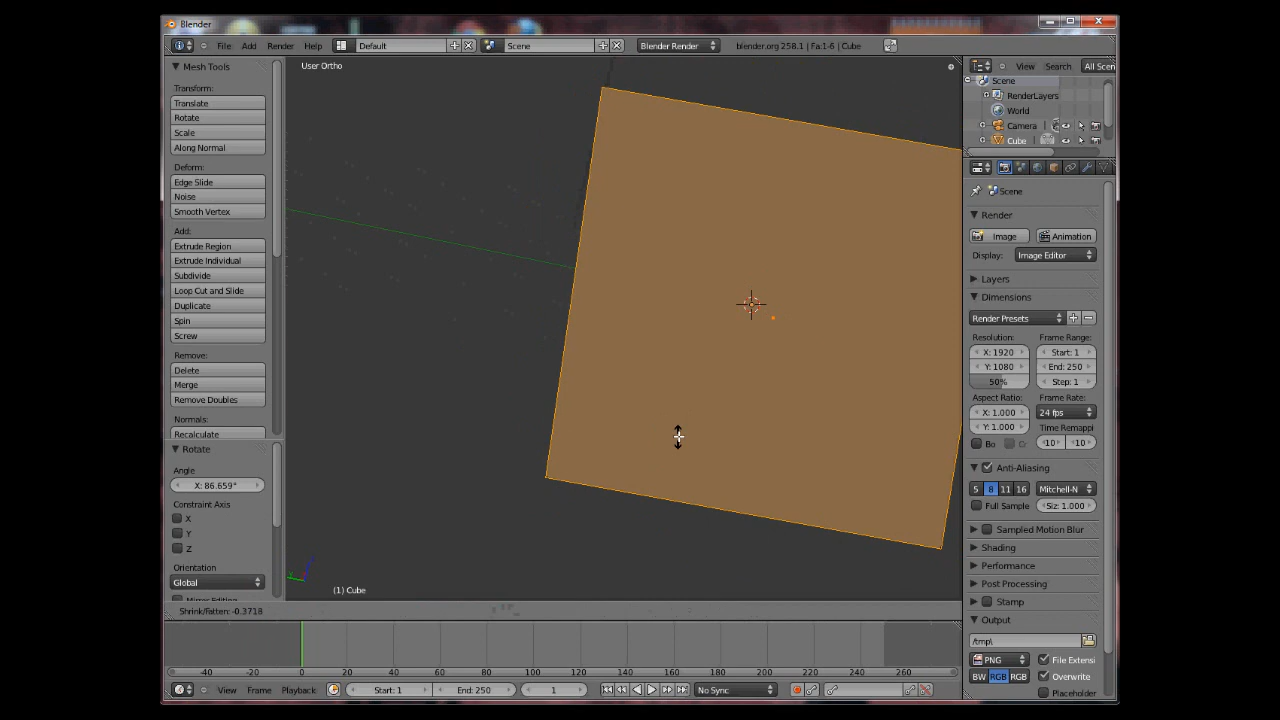 Blender
File Add Render Help Default Scene Blender Render blender.org 258.1 | Fa:1-6 | Cube
Mesh Tools
Transform:
Translate
Rotate
Scale
Along Normal
Deform:
Edge Slide
Noise
Smooth Vertex
Add:
Extrude Region
Extrude Individual
Subdivide
Loop Cut and Slide
Duplicate
Spin
Screw
Remove:
Delete
Merge
Remove Doubles
Normals:
Recalculate
Rotate
Angle
X: 86.659°
Constraint Axis
X
Y
Z
Orientation
Global
User Ortho
(1) Cube
Shrink/Fatten: -0.3718
-40 -20 0 20 40 60 80 100 120 140 160 180 200 220 240 260
View Frame Playback Start: 1 End: 250 1 No Sync
View Search All Scen
Scene
RenderLayers
World
Camera
Cube
Scene
Render
Image Animation
Display: Image Editor
Layers
Dimensions
Render Presets
Resolution: Frame Range:
X: 1920 Start: 1
Y: 1080 End: 250
50% Step: 1
Aspect Ratio: Frame Rate:
X: 1.000 24 fps
Y: 1.000 Time Remappi
Bo Cr 10 10
Anti-Aliasing
5 8 11 16 Mitchell-N
Full Sample Siz: 1.000
Sampled Motion Blur
Shading
Performance
Post Processing
Stamp
Output
/tmp\
PNG File Extensi
BW RGB RGB Overwrite
Placeholder